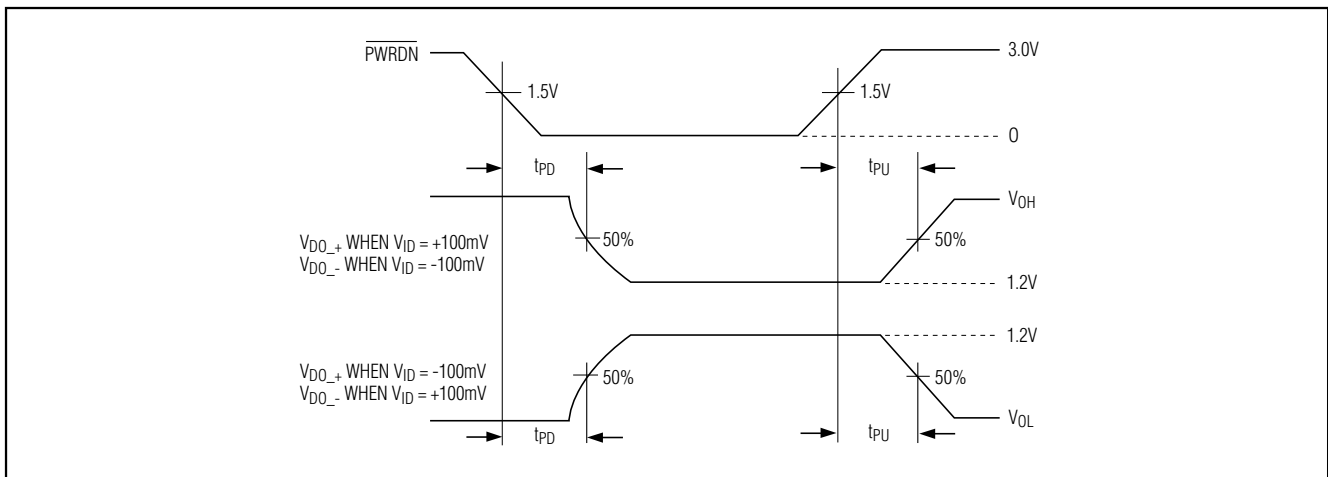 PWRDN
3.0V
1.5V
1.5V
0
tPD
tPU
VOH
VDO_+ WHEN VID = +100mV
VDO_- WHEN VID = -100mV
50%
50%
1.2V
1.2V
VDO_+ WHEN VID = -100mV
VDO_- WHEN VID = +100mV
50%
50%
VOL
tPD
tPU